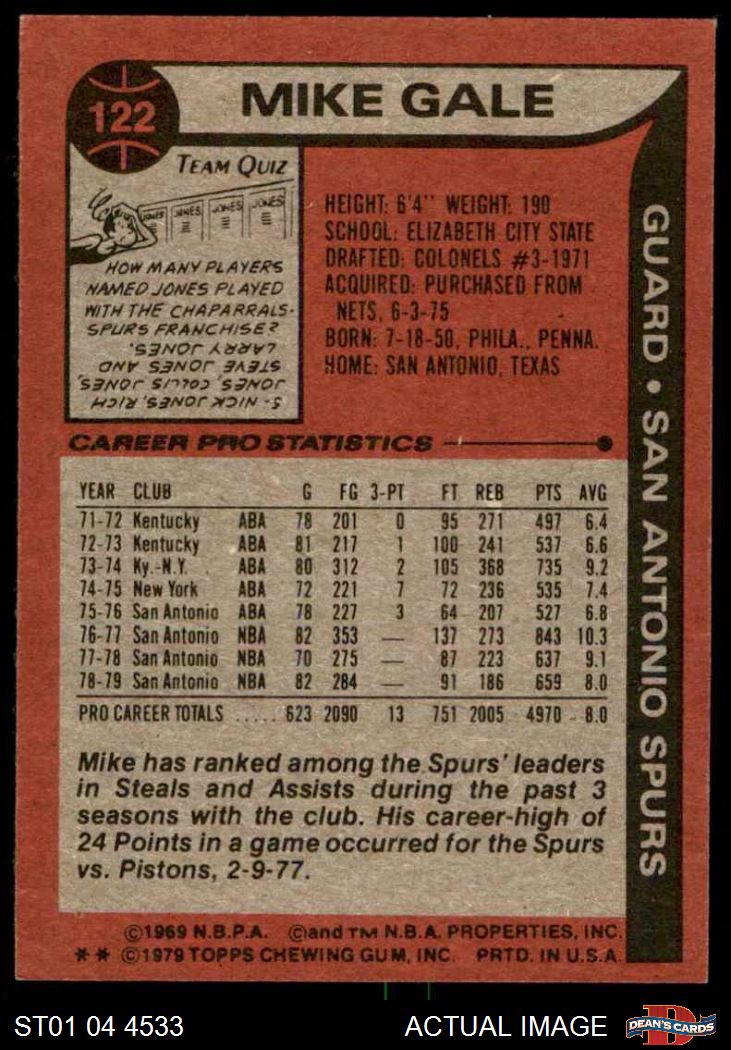 122
MIKE GALE
TEAM QUIZ
JONES JONES JONES JONES
HOW MANY PLAYERS
NAMED JONES PLAYED
WITH THE CHAPARRALS-
SPURS FRANCHISE?
5- NICK JONES, RICH
JONES, COLLIS JONES,
STEVE JONES AND
LARRY JONES.
HEIGHT: 6'4" WEIGHT: 190
SCHOOL: ELIZABETH CITY STATE
DRAFTED: COLONELS #3-1971
ACQUIRED: PURCHASED FROM
NETS, 6-3-75
BORN: 7-18-50, PHILA., PENNA.
HOME: SAN ANTONIO, TEXAS
GUARD • SAN ANTONIO SPURS
CAREER PRO STATISTICS
YEAR CLUB G FG 3-PT FT REB PTS AVG
71-72 Kentucky ABA 78 201 0 95 271 497 6.4
72-73 Kentucky ABA 81 217 1 100 241 537 6.6
73-74 Ky.-N.Y. ABA 80 312 2 105 368 735 9.2
74-75 New York ABA 72 221 7 72 236 535 7.4
75-76 San Antonio ABA 78 227 3 64 207 527 6.8
76-77 San Antonio NBA 82 353 — 137 273 843 10.3
77-78 San Antonio NBA 70 275 — 87 223 637 9.1
78-79 San Antonio NBA 82 284 — 91 186 659 8.0
PRO CAREER TOTALS ..... 623 2090 13 751 2005 4970 8.0
Mike has ranked among the Spurs' leaders
in Steals and Assists during the past 3
seasons with the club. His career-high of
24 Points in a game occurred for the Spurs
vs. Pistons, 2-9-77.
©1969 N.B.P.A. ©and TM N.B.A. PROPERTIES, INC.
** ©1979 TOPPS CHEWING GUM, INC. PRTD. IN U.S.A.
ST01 04 4533 ACTUAL IMAGE D DEAN'S CARDS